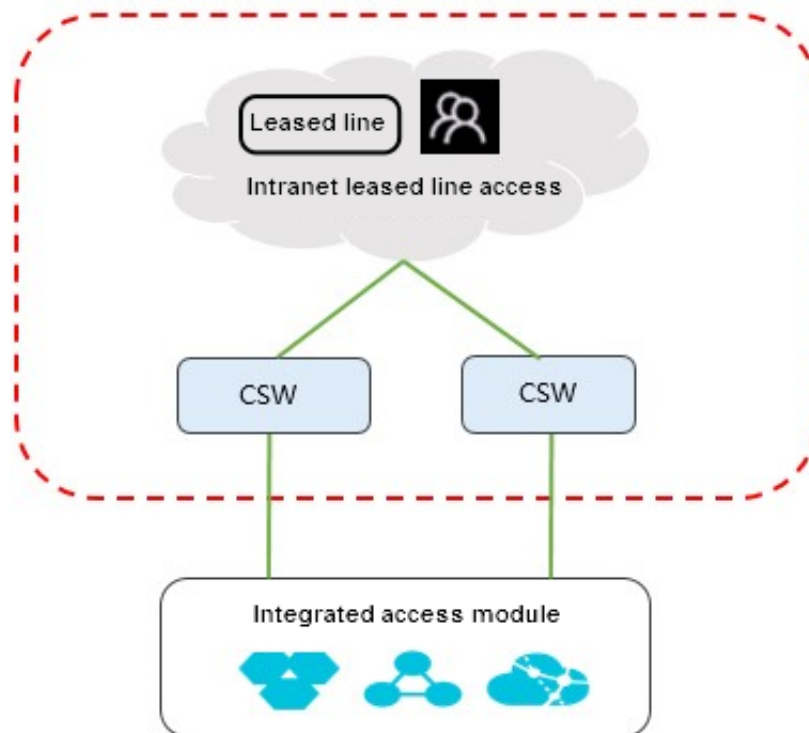 Leased line
Intranet leased line access
CSW
CSW
Integrated access module